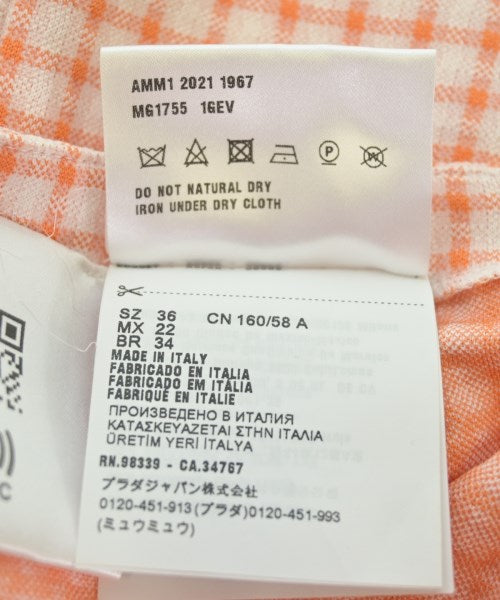 AMM1 2021 1967
MG1755 1GEV
DO NOT NATURAL DRY
IRON UNDER DRY CLOTH
SZ 36 CN 160/58 A
MX 22
BR 34
MADE IN ITALY
FABRICADO EN ITALIA
FABRICADO EM ITÀLIA
FABRIQUÉ EN ITALIE
ПРОИЗВЕДЕНО В ИТАЛИЯ
ΚΑΤΑΣΚΕΥΑΖΕΤΑΙ ΣΤΗΝ ΙΤΑΛΙΑ
ÜRETİM YERİ İTALYA
RN.98339 - CA.34767
プラダジャパン株式会社
0120-451-913(プラダ)0120-451-993
(ミュウミュウ)